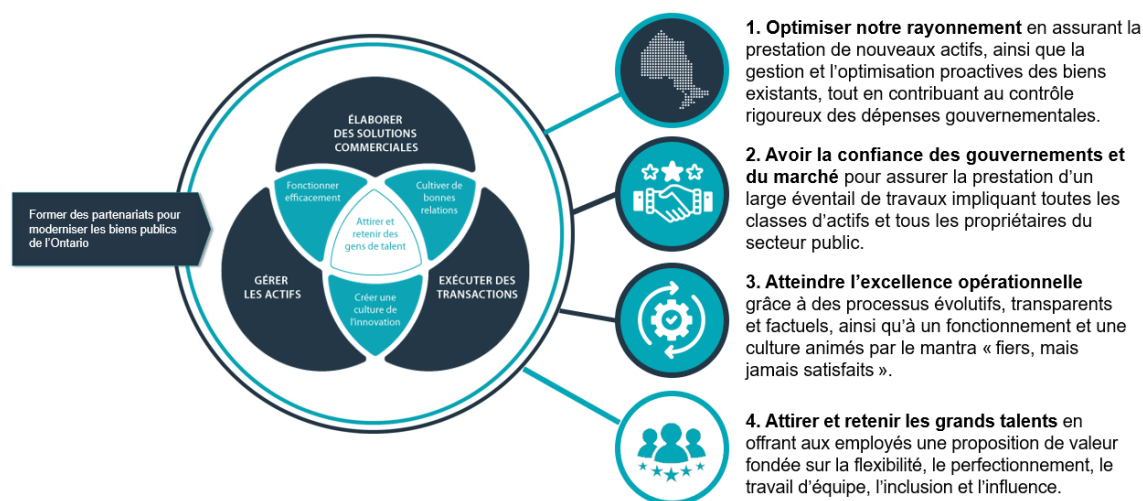 Former des partenariats pour
moderniser les biens publics
de l'Ontario
ÉLABORER
DES SOLUTIONS
COMMERCIALES
Fonctionner
efficacement
Cultiver de
bonnes
relations
Attirer et
retenir des
gens de talent
GÉRER
LES ACTIFS
EXÉCUTER DES
TRANSACTIONS
Créer une
culture de
l'innovation
1. Optimiser notre rayonnement en assurant la
prestation de nouveaux actifs, ainsi que la
gestion et l'optimisation proactives des biens
existants, tout en contribuant au contrôle
rigoureux des dépenses gouvernementales.
2. Avoir la confiance des gouvernements et
du marché pour assurer la prestation d'un
large éventail de travaux impliquant toutes les
classes d'actifs et tous les propriétaires du
secteur public.
3. Atteindre l'excellence opérationnelle
grâce à des processus évolutifs, transparents
et factuels, ainsi qu'à un fonctionnement et une
culture animés par le mantra « fiers, mais
jamais satisfaits ».
4. Attirer et retenir les grands talents en
offrant aux employés une proposition de valeur
fondée sur la flexibilité, le perfectionnement, le
travail d'équipe, l'inclusion et l'influence.